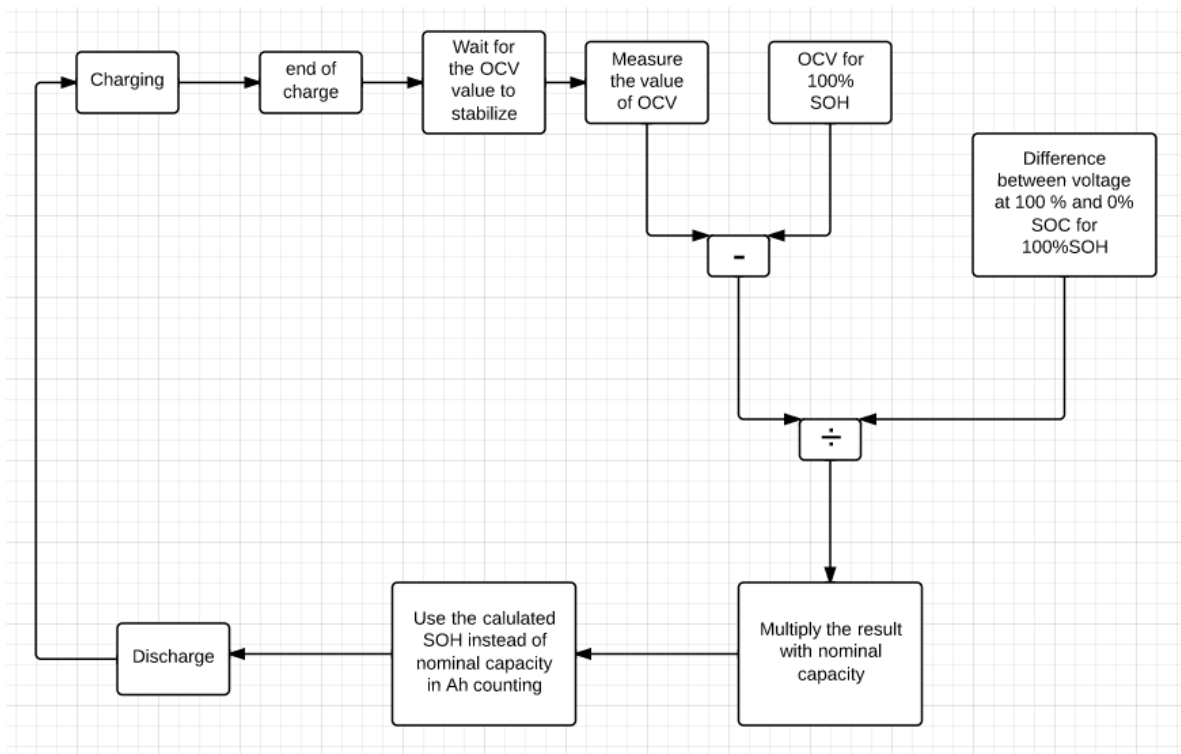 Charging
end of
charge
Wait for
the OCV
value to
stabilize
Measure
the value
of OCV
OCV for
100%
SOH
Difference
between voltage
at 100 % and 0%
SOC for
100%SOH
-
÷
Multiply the result
with nominal
capacity
Use the calulated
SOH instead of
nominal capacity
in Ah counting
Discharge